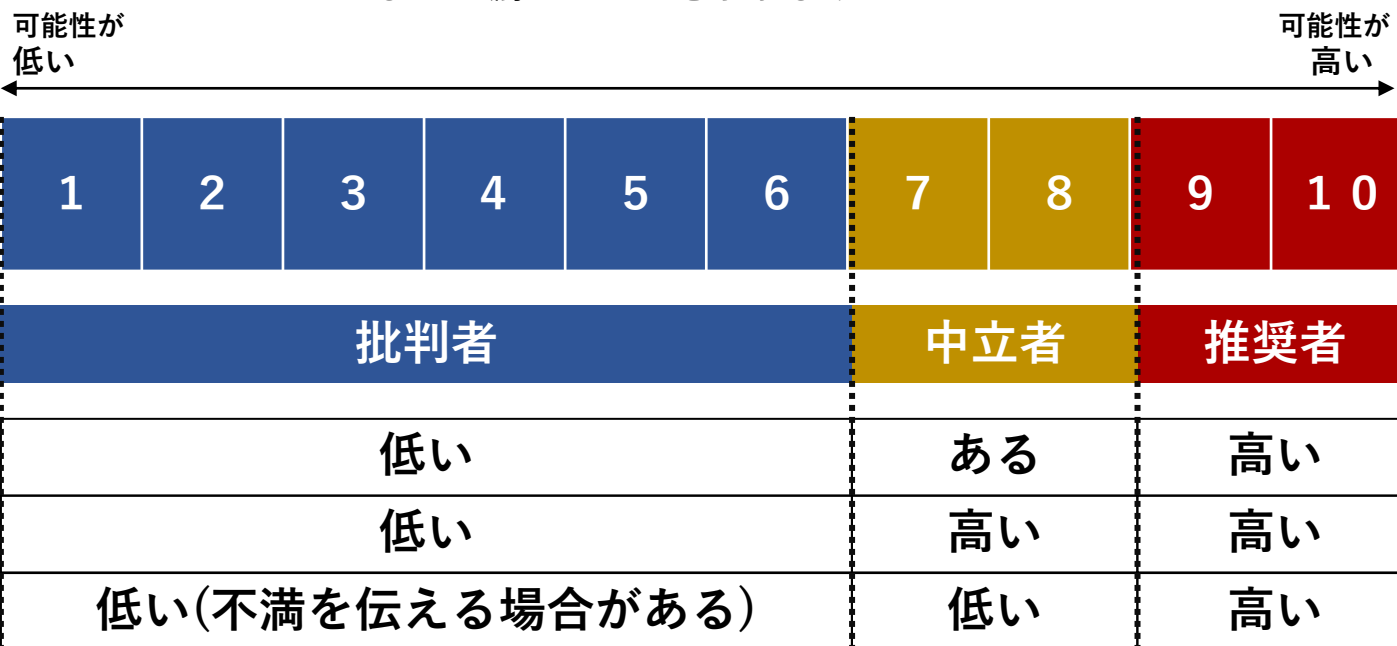 可能性が
低い
可能性が
高い
1 2 3 4 5 6 7 8 9 10
批判者 中立者 推奨者
低い ある 高い
低い 高い 高い
低い(不満を伝える場合がある) 低い 高い